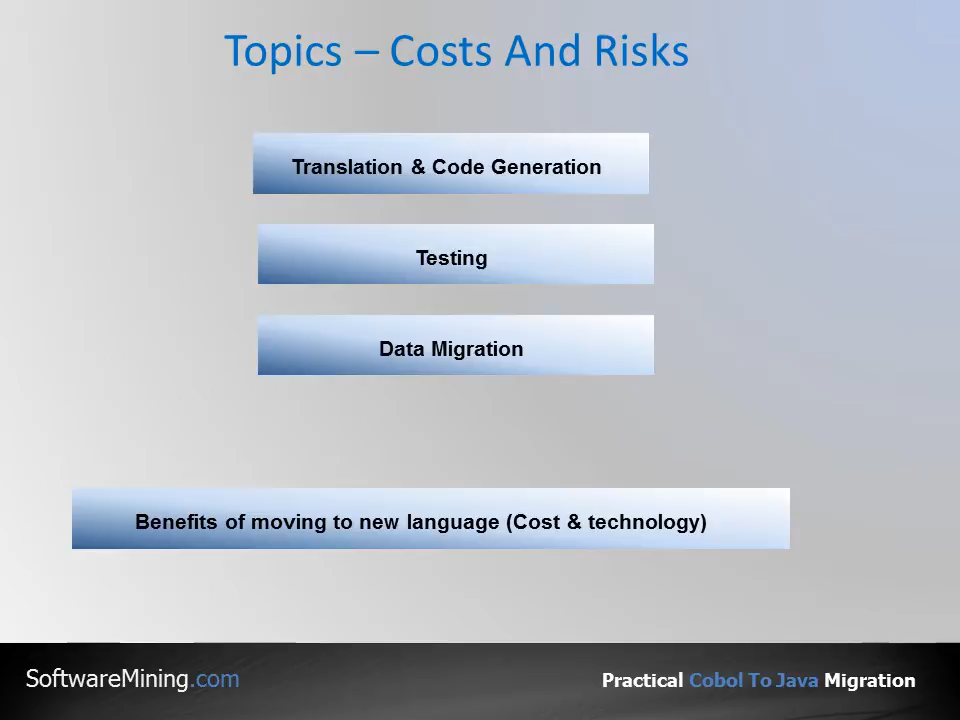 Topics – Costs And Risks
Translation & Code Generation
Testing
Data Migration
Benefits of moving to new language (Cost & technology)
SoftwareMining.com
Practical Cobol To Java Migration